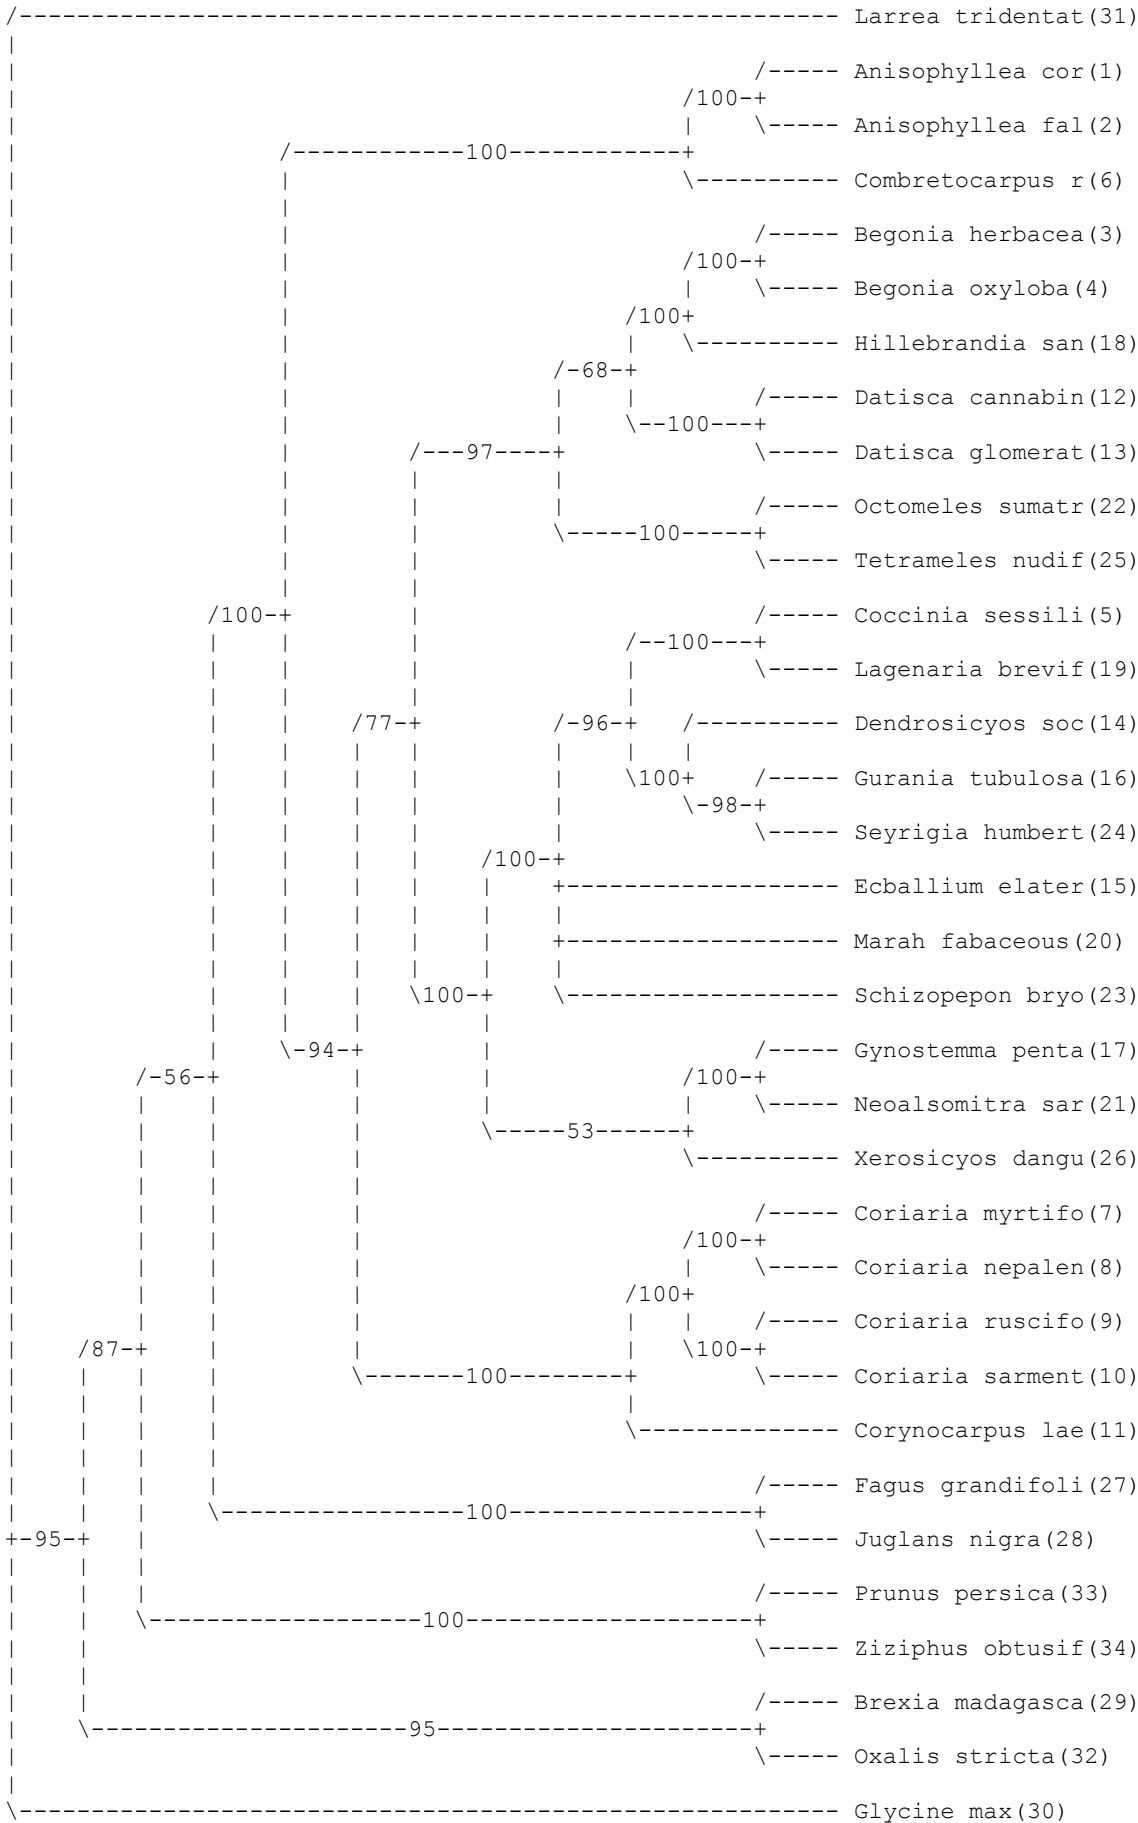 Larrea tridentat(31)
Anisophyllea cor(1)
100
Anisophyllea fal(2)
100
Combretocarpus r(6)
Begonia herbacea(3)
100
Begonia oxyloba(4)
100
Hillebrandia san(18)
68
Datisca cannabin(12)
100
97
Datisca glomerat(13)
Octomeles sumatr(22)
100
Tetrameles nudif(25)
100
Coccinia sessili(5)
100
Lagenaria brevif(19)
77
96
Dendrosicyos soc(14)
100
Gurania tubulosa(16)
98
Seyrigia humbert(24)
100
Ecballium elater(15)
Marah fabaceous(20)
100
Schizopepon bryo(23)
94
Gynostemma penta(17)
56
100
Neoalsomitra sar(21)
53
Xerosicyos dangu(26)
Coriaria myrtifo(7)
100
Coriaria nepalen(8)
100
Coriaria ruscifo(9)
87
100
100
Coriaria sarment(10)
Corynocarpus lae(11)
Fagus grandifoli(27)
100
95
Juglans nigra(28)
Prunus persica(33)
100
Ziziphus obtusif(34)
Brexia madagasca(29)
95
Oxalis stricta(32)
Glycine max(30)